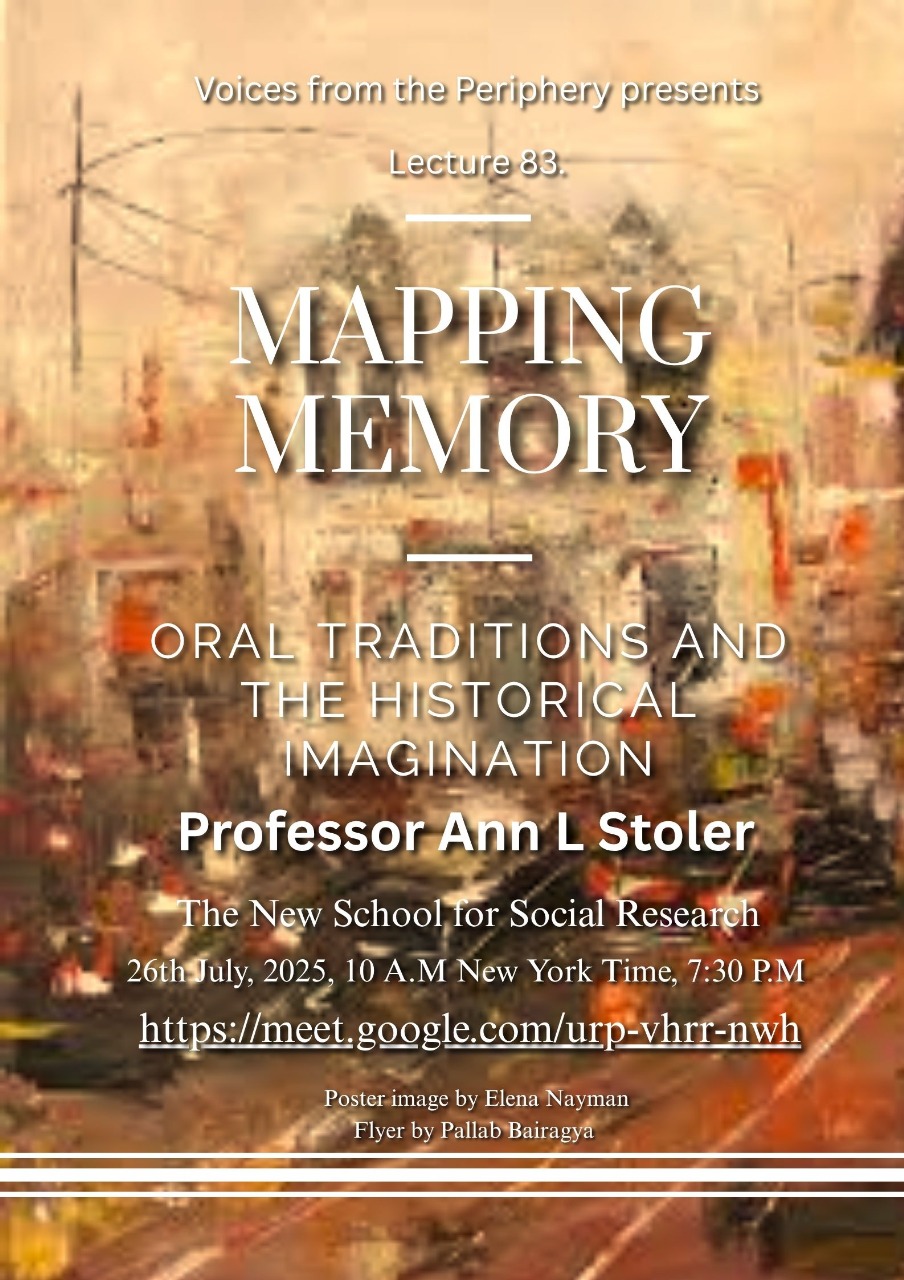 Voices from the Periphery presents
Lecture 83.
MAPPING
MEMORY
ORAL TRADITIONS AND
THE HISTORICAL
IMAGINATION
Professor Ann L Stoler
The New School for Social Research
26th July, 2025, 10 A.M New York Time, 7:30 P.M
https://meet.google.com/urp-vhrr-nwh
Poster image by Elena Nayman
Flyer by Pallab Bairagya